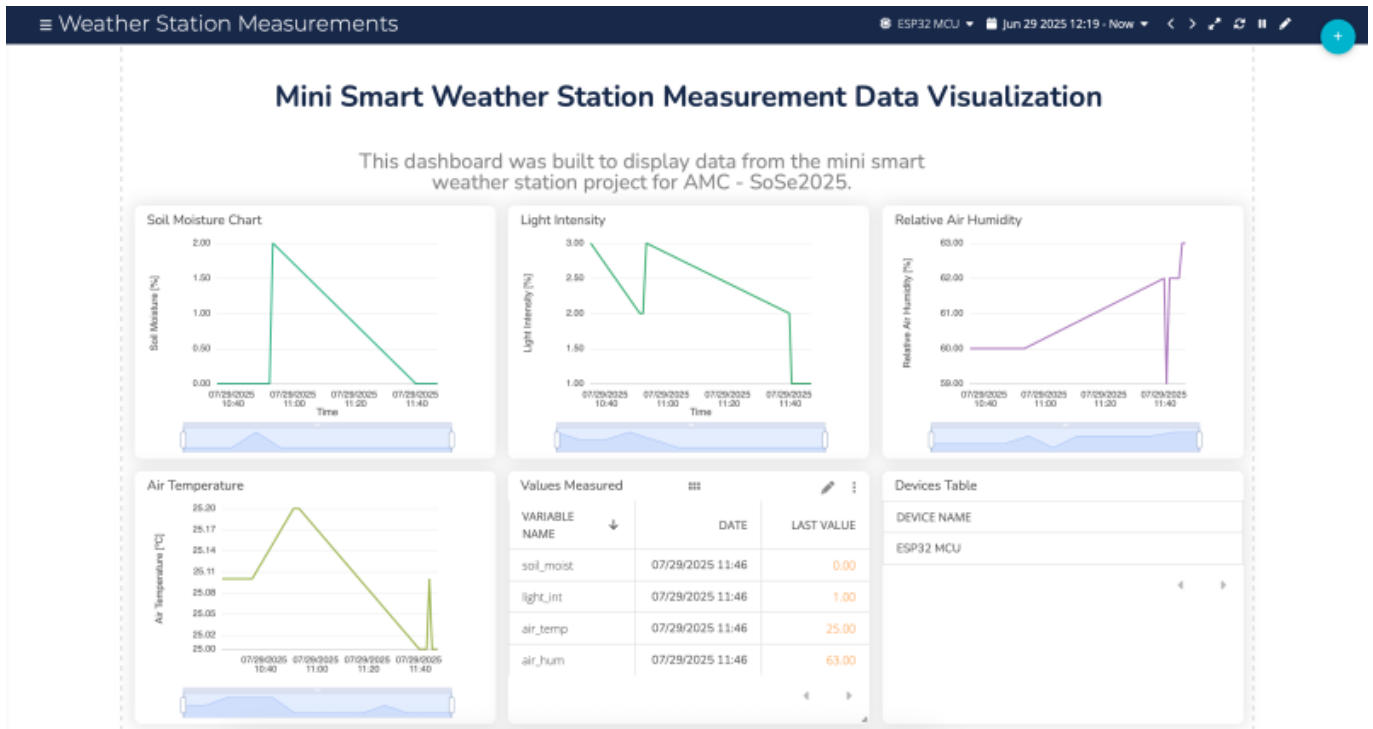 Weather Station Measurements
ESP32 MCU
Jun 29 2025 12:19 - Now
+
Mini Smart Weather Station Measurement Data Visualization
This dashboard was built to display data from the mini smart
weather station project for AMC - SoSe2025.
Soil Moisture Chart
Soil Moisture [%]
2.00
1.50
1.00
0.50
0.00
07/29/2025 07/29/2025 07/29/2025 07/29/2025
10:40 11:00 11:20 11:40
Time
Light Intensity
Light Intensity [%]
3.00
2.50
2.00
1.50
1.00
07/29/2025 07/29/2025 07/29/2025 07/29/2025
10:40 11:00 11:20 11:40
Time
Relative Air Humidity
Relative Air Humidity [%]
63.00
62.00
61.00
60.00
59.00
07/29/2025 07/29/2025 07/29/2025 07/29/2025
10:40 11:00 11:20 11:40
Air Temperature
Air Temperature [ºC]
25.20
25.17
25.14
25.11
25.08
25.05
25.02
25.00
07/29/2025 07/29/2025 07/29/2025 07/29/2025
10:40 11:00 11:20 11:40
Values Measured
VARIABLE
NAME
DATE
LAST VALUE
soil_moist 07/29/2025 11:46 0.00
light_int 07/29/2025 11:46 1.00
air_temp 07/29/2025 11:46 25.00
air_hum 07/29/2025 11:46 63.00
Devices Table
DEVICE NAME
ESP32 MCU